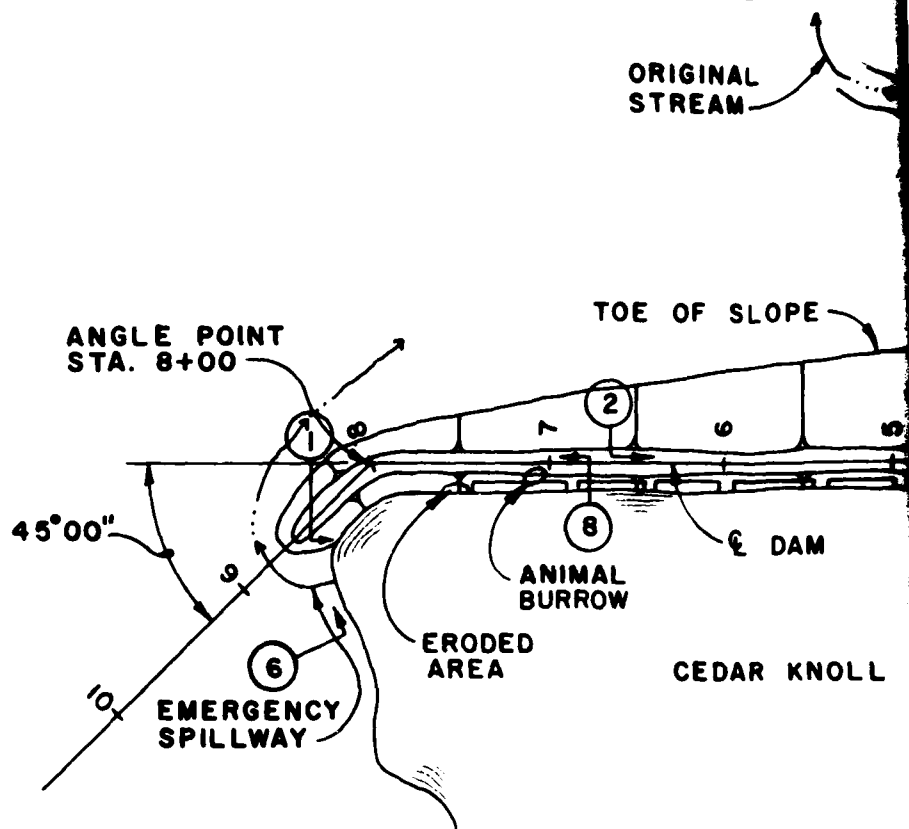 ORIGINAL
STREAM
TOE OF SLOPE
ANGLE POINT
STA. 8+00
1
2
8
7
6
5
45°00"
8
℄ DAM
9
ANIMAL
BURROW
ERODED
AREA
6
CEDAR KNOLL
10
EMERGENCY
SPILLWAY